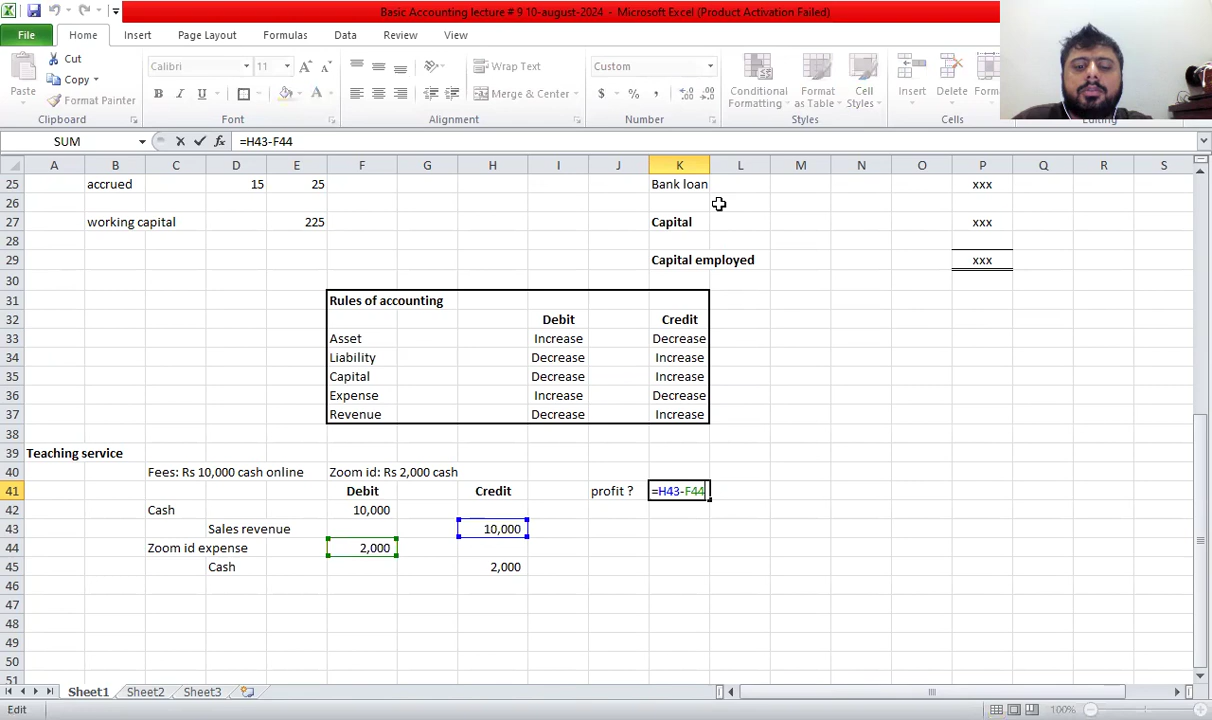 Basic Accounting lecture # 9 10-august-2024 - Microsoft Excel (Product Activation Failed)
File Home Insert Page Layout Formulas Data Review View
Cut
Copy
Format Painter
Paste
Clipboard
Calibri 11
B I U
Font
Wrap Text
Merge & Center
Alignment
Custom
$ % ,
Number
Conditional Formatting
Format as Table
Cell Styles
Styles
Insert Delete
Cells
SUM fx =H43-F44
A B C D E F G H I J K L M N O P Q R S
25 accrued 15 25 Bank loan xxx
26
27 working capital 225 Capital xxx
28
29 Capital employed xxx
30
31 Rules of accounting
32 Debit Credit
33 Asset Increase Decrease
34 Liability Decrease Increase
35 Capital Decrease Increase
36 Expense Increase Decrease
37 Revenue Decrease Increase
38
39 Teaching service
40 Fees: Rs 10,000 cash online Zoom id: Rs 2,000 cash
41 Debit Credit profit ? =H43-F44
42 Cash 10,000
43 Sales revenue 10,000
44 Zoom id expense 2,000
45 Cash 2,000
46
47
48
49
50
51
Sheet1 Sheet2 Sheet3
Edit 100%